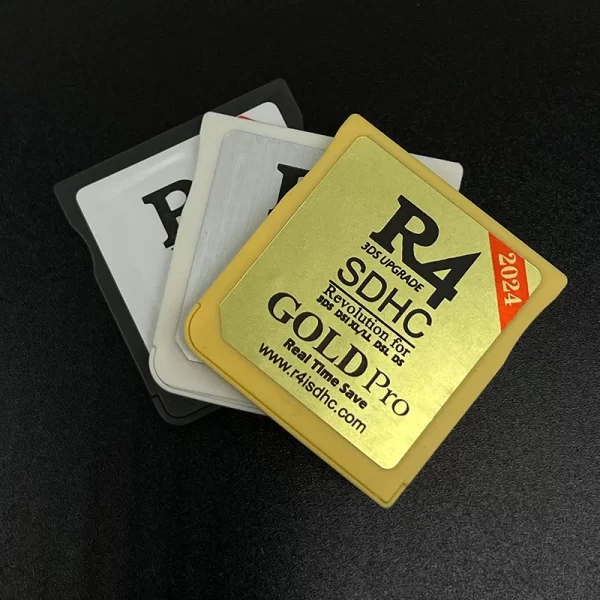 R4
3DS UPGRADE
SDHC
Revolution for
3DS DSI XL/LL DSL DS
GOLD Pro
Real Time Save
www.r4isdhc.com
2024
R